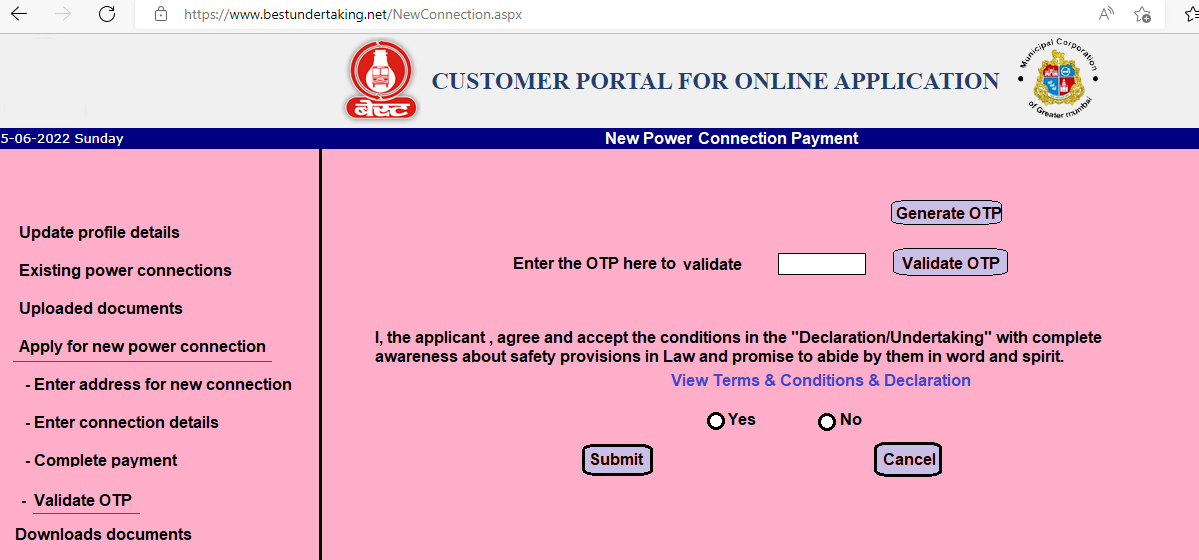 https://www.bestundertaking.net/NewConnection.aspx
बेस्ट
CUSTOMER PORTAL FOR ONLINE APPLICATION
Municipal Corporation
of Greater mumbai
5-06-2022 Sunday
New Power Connection Payment
Update profile details
Existing power connections
Uploaded documents
Apply for new power connection
- Enter address for new connection
- Enter connection details
- Complete payment
- Validate OTP
Downloads documents
Generate OTP
Enter the OTP here to validate
Validate OTP
I, the applicant , agree and accept the conditions in the "Declaration/Undertaking" with complete
awareness about safety provisions in Law and promise to abide by them in word and spirit.
View Terms & Conditions & Declaration
Yes No
Submit Cancel